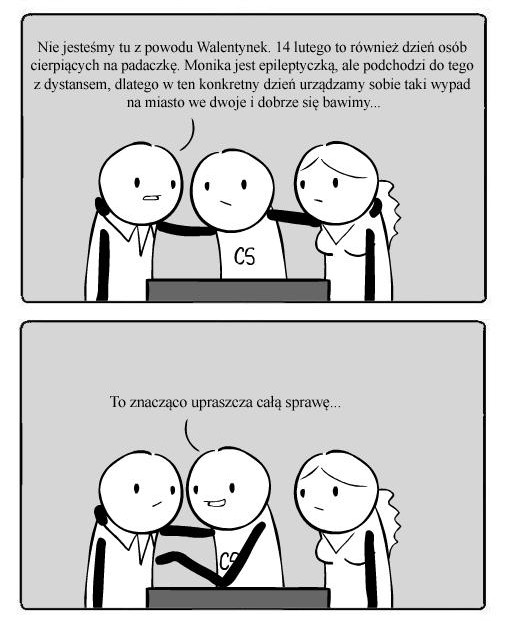 Nie jesteśmy tu z powodu Walentynek. 14 lutego to również dzień osób
cierpiących na padaczkę. Monika jest epileptyczką, ale podchodzi do tego
z dystansem, dlatego w ten konkretny dzień urządzamy sobie taki wypad
na miasto we dwoje i dobrze się bawimy...
CS
To znacząco upraszcza całą sprawę...
CS